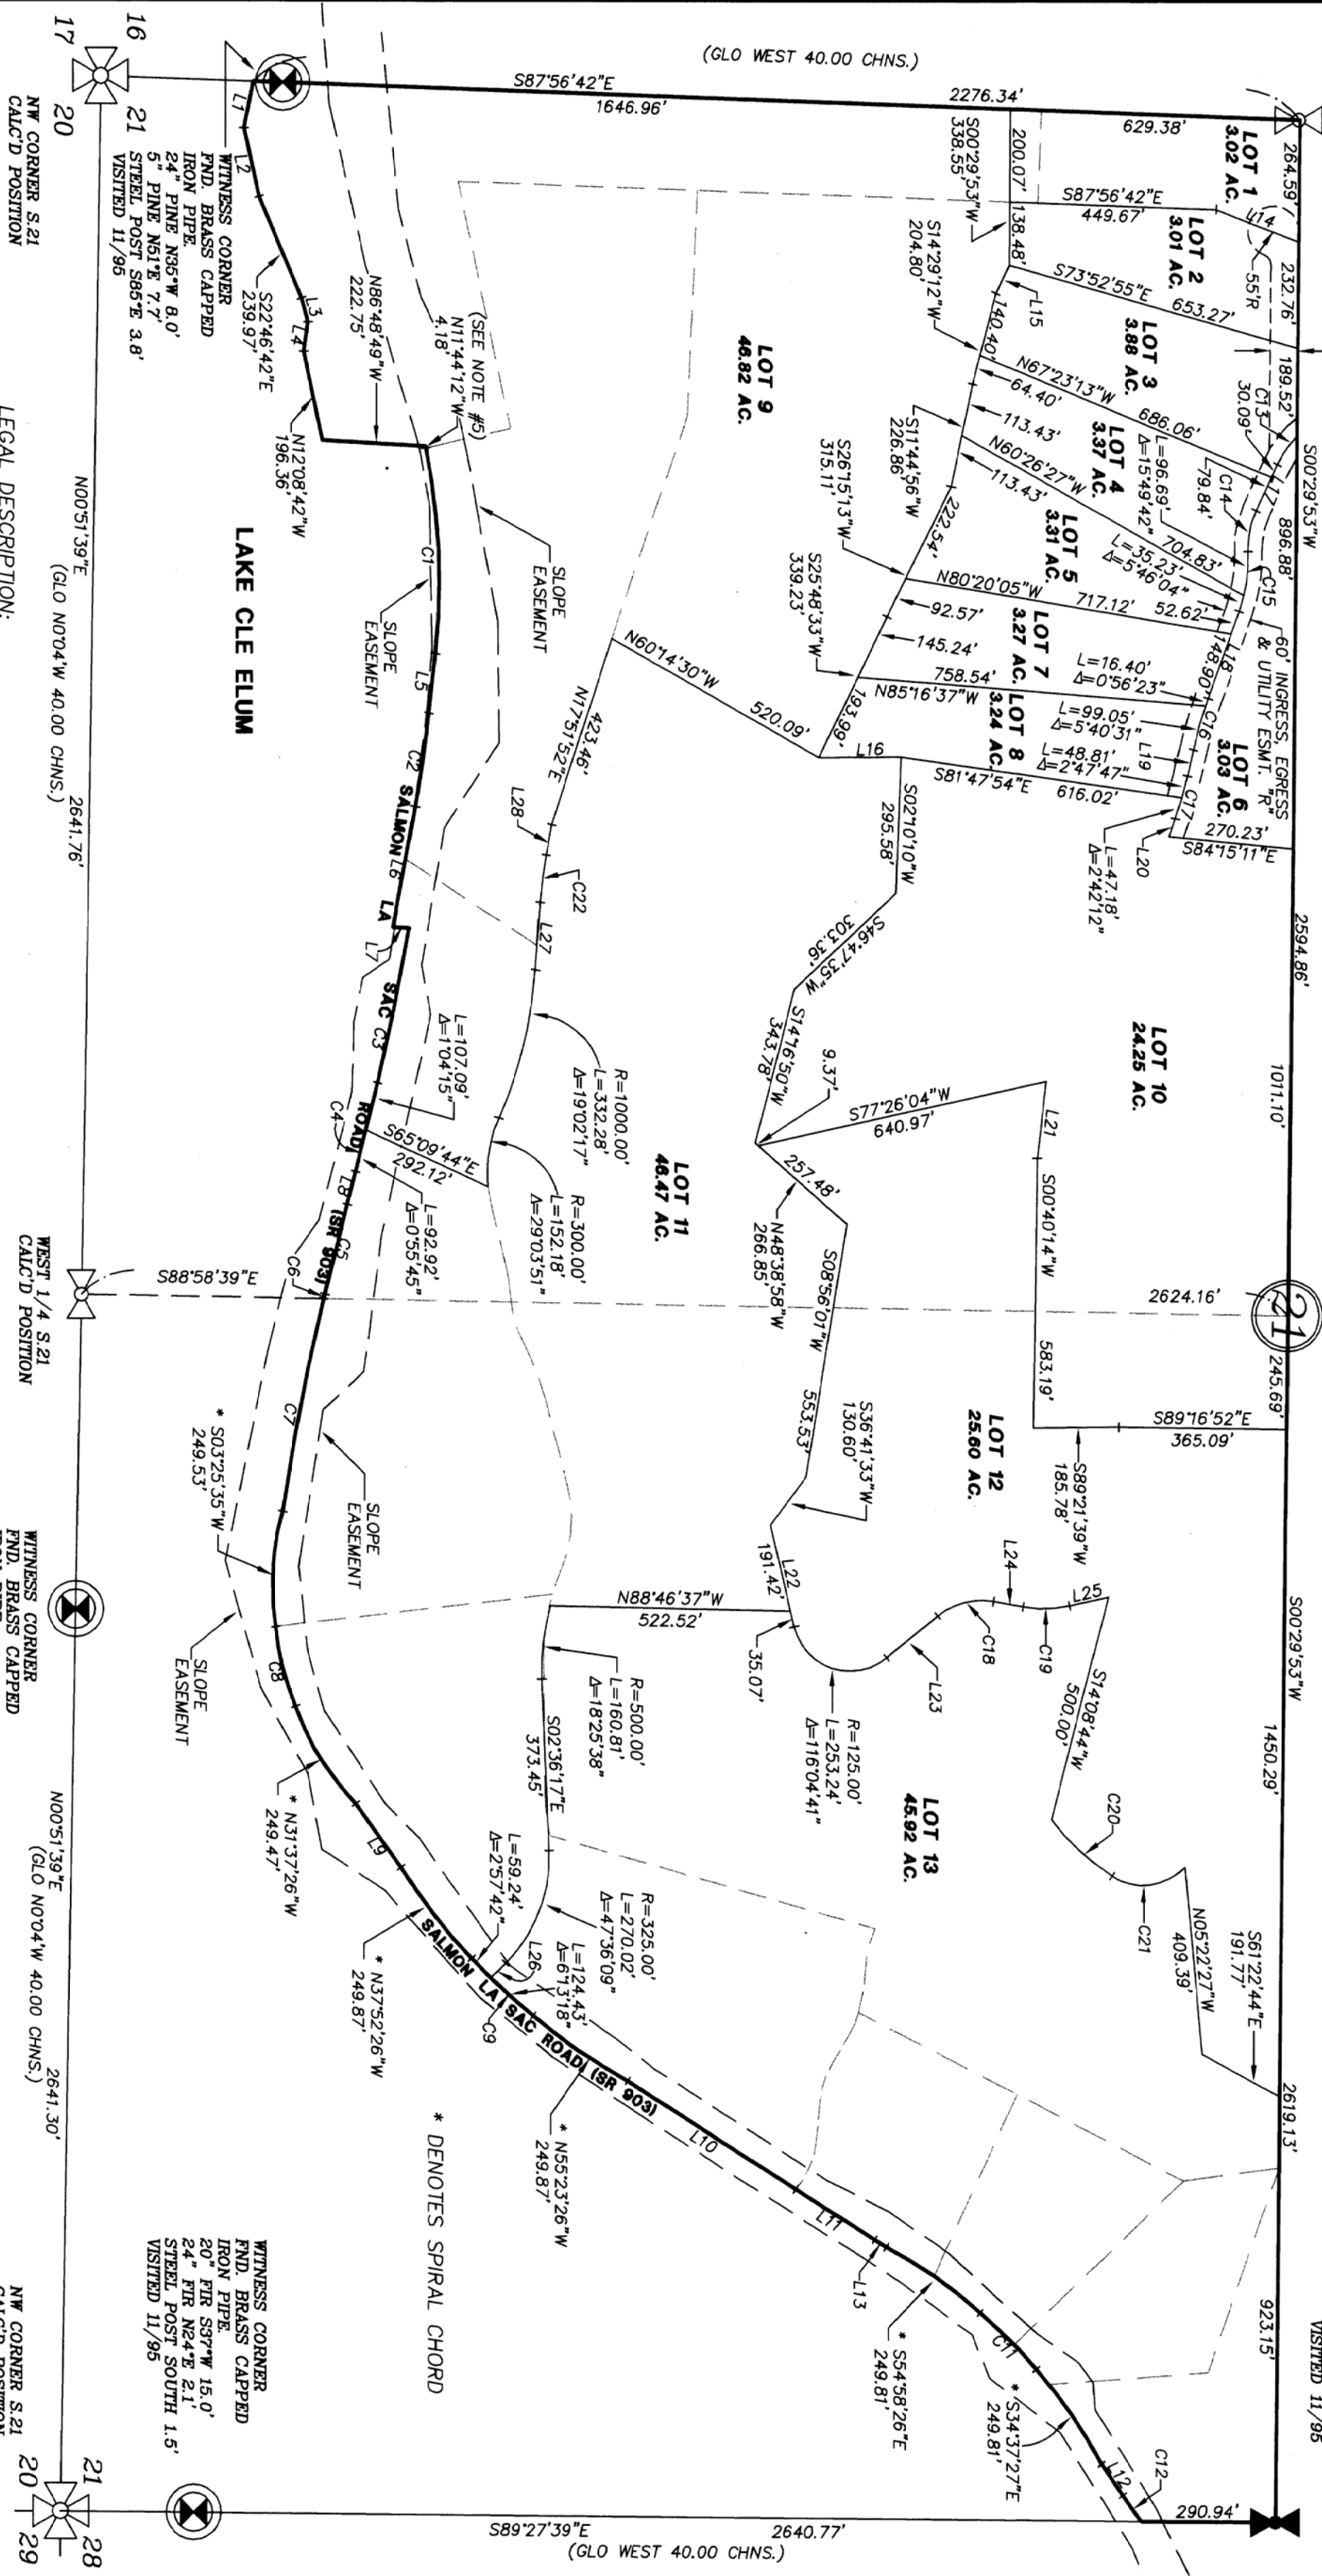 (GLO WEST 40.00 CHNS.)
S87°56'42"E
1646.96'
2276.34'
629.38'
16
17
21
20
NW CORNER S.21
CALC'D POSITION
WITNESS CORNER
FND. BRASS CAPPED
IRON PIPE.
24" PINE N35°W 8.0'
5" PINE N51°E 7.7'
STEEL POST S85°E 3.8'
VISITED 11/95
L1
L2
S22°46'42"E
239.97'
L3
L4
N12°08'42"W
196.36'
N86°48'49"W
222.75'
(SEE NOTE #5)
N11°44'12"W
4.18'
LEGAL DESCRIPTION:
LAKE CLE ELUM
N00°51'39"E
(GLO N0°04'W 40.00 CHNS.)
2641.76'
LOT 1
3.02 AC.
264.59'
200.07'
S00°29'53"W
338.55'
138.48'
S87°56'42"E
449.67'
L14
55'R
LOT 2
3.01 AC.
232.76'
S73°52'55"E
653.27'
L15
S14°29'12"W
204.80'
140.40'
LOT 3
3.88 AC.
189.52'
C13
30.09'
N67°23'13"W
686.06'
64.40'
L17
LOT 4
3.37 AC.
L=96.69'
Δ=15°49'42"
C14
79.84'
113.43'
S11°44'56"W
226.86'
N60°26'27"W
704.83'
113.43'
896.88'
S00°29'53"W
LOT 5
3.31 AC.
L=35.23'
Δ=5°46'04"
C15
222.54'
S26°15'13"W
315.11'
N80°20'05"W
717.12'
52.62'
92.57'
60' INGRESS, EGRESS
& UTILITY ESMT. "R"
L18
148.90'
LOT 7
3.27 AC.
145.24'
S25°48'33"W
339.23'
758.54'
N85°16'37"W
L=16.40'
Δ=0°56'23"
C16
193.99'
LOT 8
3.24 AC.
L=99.05'
Δ=5°40'31"
L19
L=48.81'
Δ=2°47'47"
C17
LOT 6
3.03 AC.
L16
S81°47'54"E
616.02'
270.23'
S84°15'11"E
L20
L=47.18'
Δ=2°42'12"
LOT 9
46.82 AC.
N60°14'30"W
520.09'
423.46'
N17°51'52"E
L28
C22
L27
SLOPE
EASEMENT
SLOPE
EASEMENT
C1
L5
C2
L6
L7
C3
C4
L8
C5
C6
SALMON LA SAC ROAD (SR 903)
S02°10'10"W
295.58'
S46°47'35"W
303.36'
S14°16'50"W
343.78'
9.37'
S77°26'04"W
640.97'
2594.86'
LOT 10
24.25 AC.
1011.10'
L21
S00°40'14"W
583.19'
R=1000.00'
L=332.28'
Δ=19°02'17"
R=300.00'
L=152.18'
Δ=29°03'51"
L=107.09'
Δ=1°04'15"
S65°09'44"E
292.12'
L=92.92'
Δ=0°55'45"
LOT 11
46.47 AC.
257.48'
N48°38'58"W
266.85'
S08°56'01"W
553.53'
S88°58'39"E
2624.16'
21
WEST 1/4 S.21
CALC'D POSITION
245.69'
S89°16'52"E
365.09'
S89°21'39"W
185.78'
LOT 12
25.60 AC.
S36°41'33"W
130.60'
L22
191.42'
35.07'
C7
* S03°25'35"W
249.53'
SLOPE
EASEMENT
SLOPE
EASEMENT
C8
* N31°37'26"W
249.47'
WITNESS CORNER
FND. BRASS CAPPED
N88°46'37"W
522.52'
R=500.00'
L=160.81'
Δ=18°25'38"
S02°36'17"E
373.45'
R=125.00'
L=253.24'
Δ=116°04'41"
L23
C18
L24
C19
L25
S14°08'44"W
500.00'
S00°29'53"W
1450.29'
C20
C21
N05°22'27"W
409.39'
S61°22'44"E
191.77'
LOT 13
45.92 AC.
2619.13'
923.15'
L9
* N37°52'26"W
249.87'
L=59.24'
Δ=2°57'42"
R=325.00'
L=270.02'
Δ=47°36'09"
L26
L=124.43'
Δ=6°13'18"
C9
SALMON LA SAC ROAD (SR 903)
* N55°23'26"W
249.87'
L10
L11
L13
* S54°58'26"E
249.81'
C11
* S34°37'27"E
249.81'
L12
C12
290.94'
* DENOTES SPIRAL CHORD
N00°51'39"E
(GLO N0°04'W 40.00 CHNS.)
2641.30'
WITNESS CORNER
FND. BRASS CAPPED
IRON PIPE.
20" FIR S37°W 15.0'
24" FIR N24°E 2.1'
STEEL POST SOUTH 1.5'
VISITED 11/95
S89°27'39"E
2640.77'
(GLO WEST 40.00 CHNS.)
NW CORNER S.21
21
28
20
29
VISITED 11/95